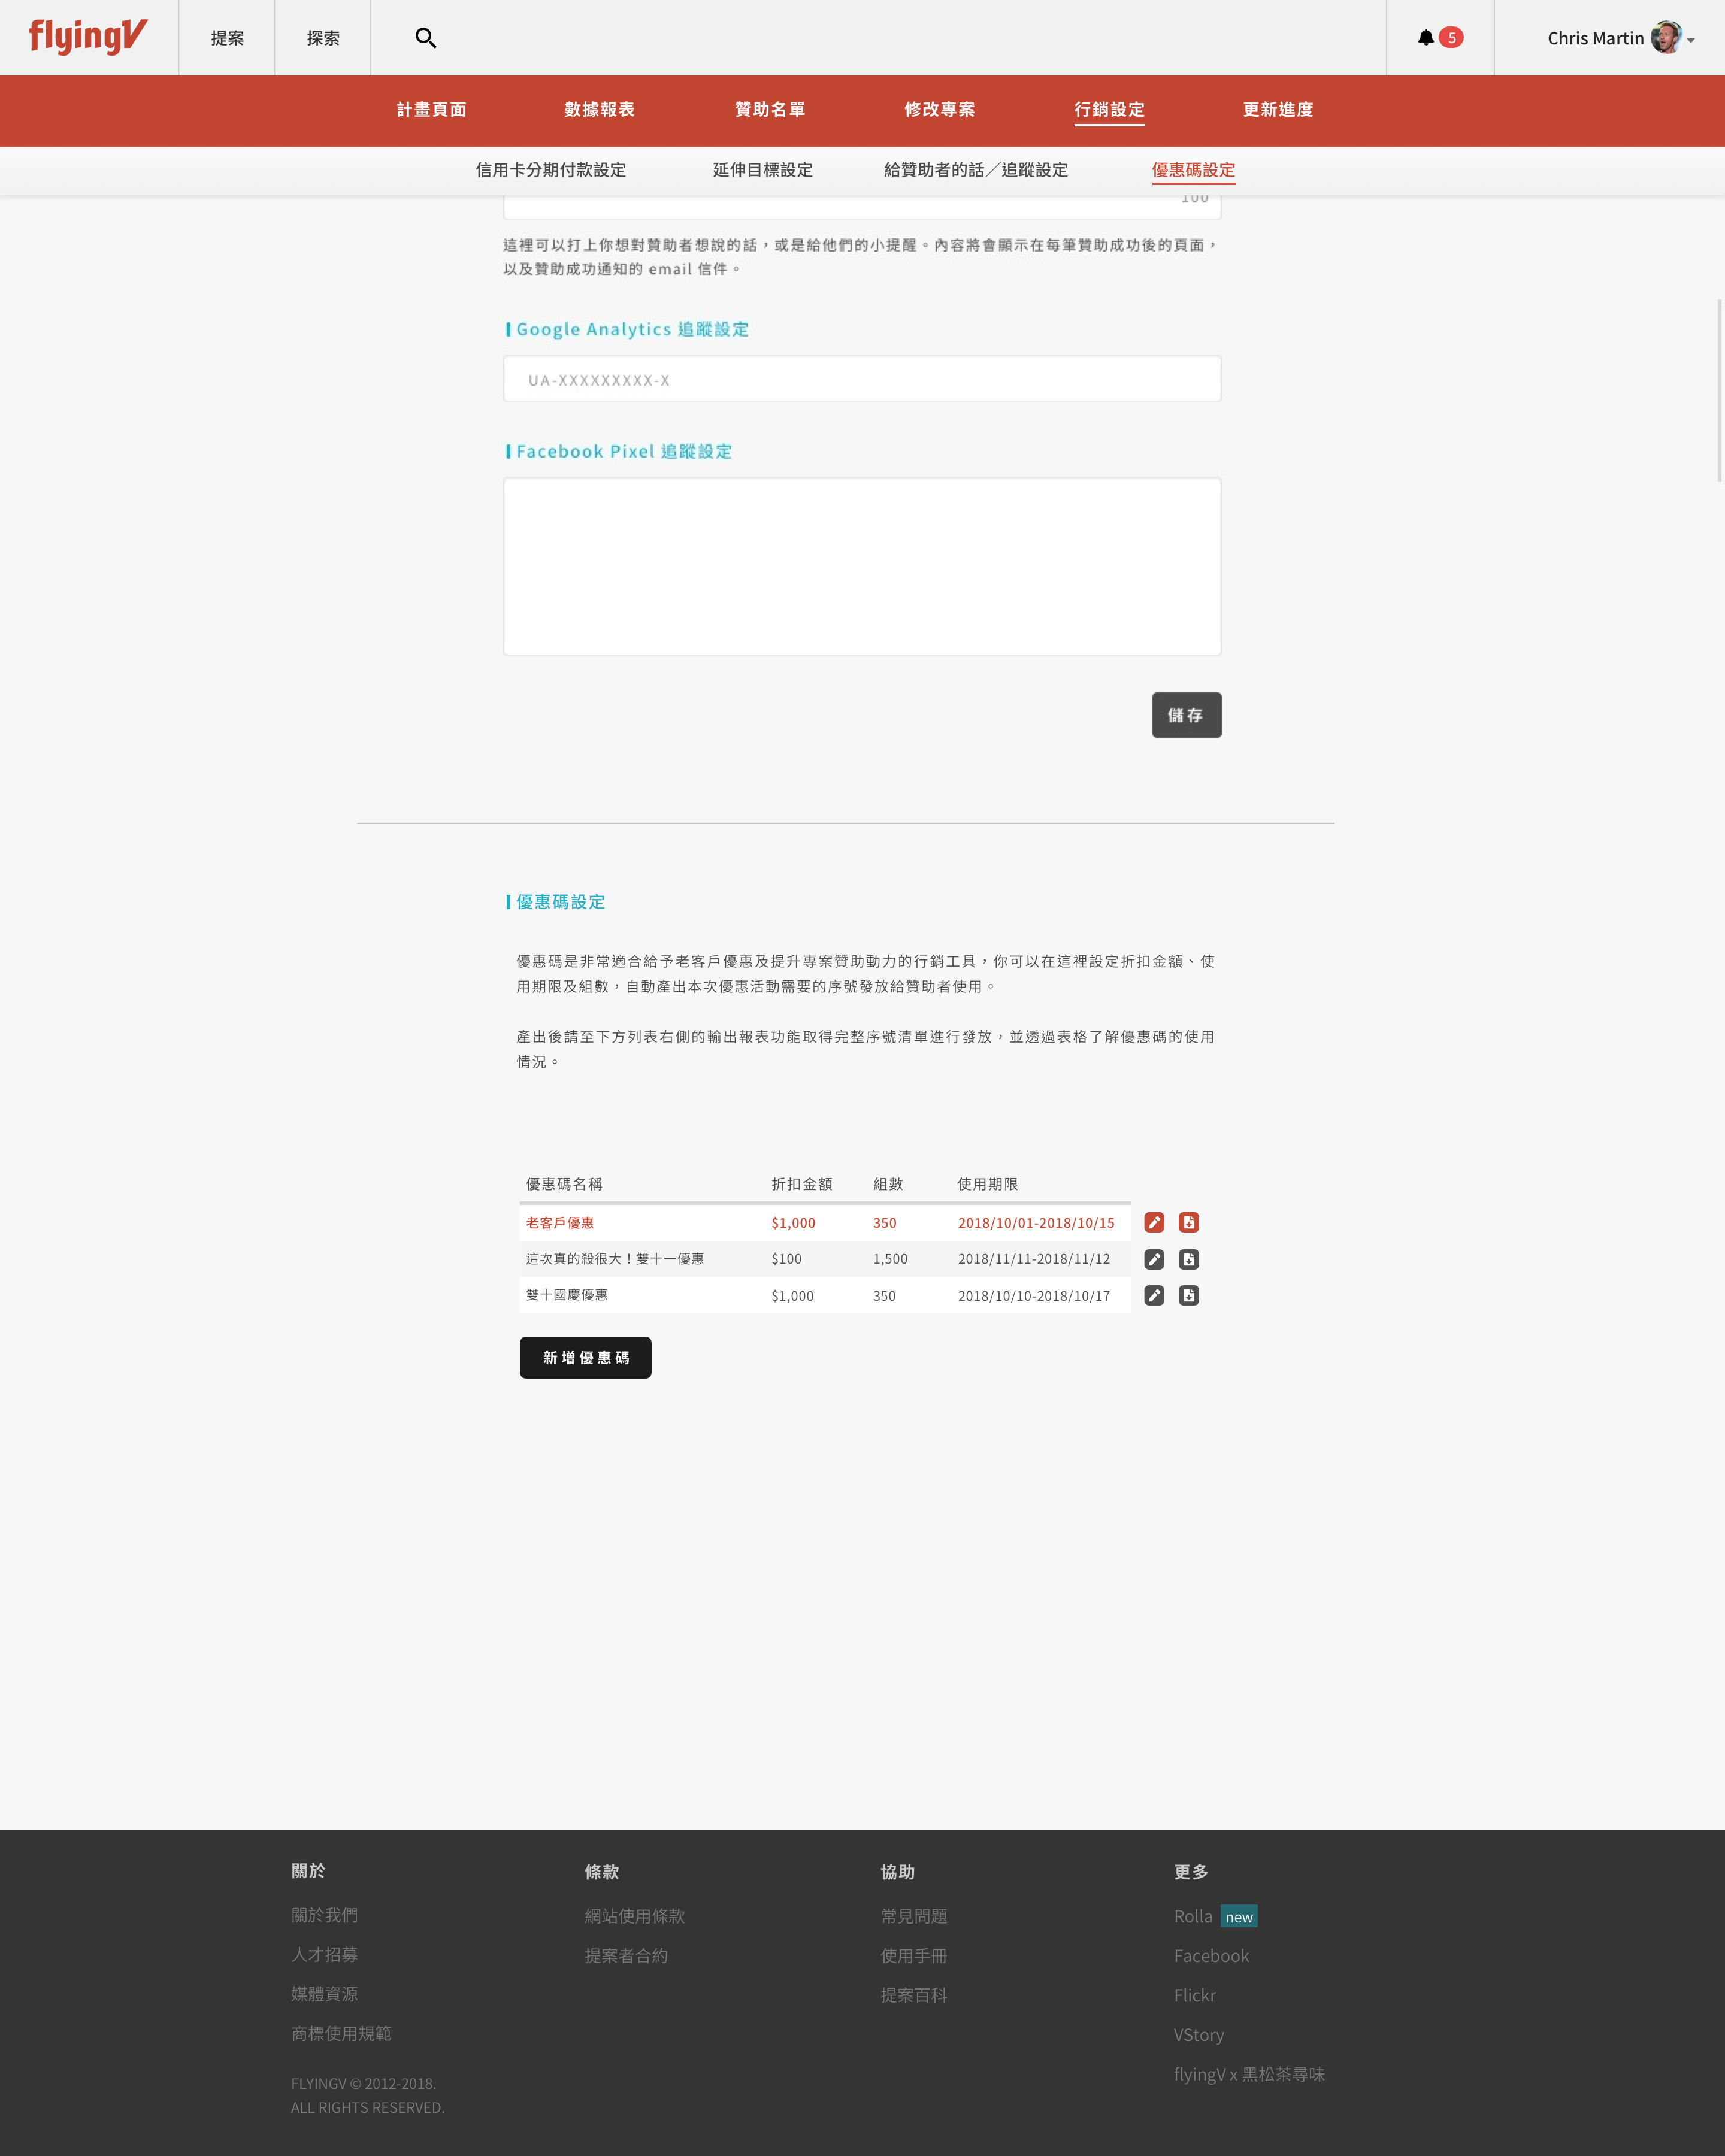 flyingV 提案 探索 5 Chris Martin
計畫頁面 數據報表 贊助名單 修改專案 行銷設定 更新進度
信用卡分期付款設定 延伸目標設定 給贊助者的話／追蹤設定 優惠碼設定
100
這裡可以打上你想對贊助者想說的話，或是給他們的小提醒。內容將會顯示在每筆贊助成功後的頁面，
以及贊助成功通知的 email 信件。
Google Analytics 追蹤設定
UA-XXXXXXXXX-X
Facebook Pixel 追蹤設定
儲存
優惠碼設定
優惠碼是非常適合給予老客戶優惠及提升專案贊助動力的行銷工具，你可以在這裡設定折扣金額、使
用期限及組數，自動產出本次優惠活動需要的序號發放給贊助者使用。
產出後請至下方列表右側的輸出報表功能取得完整序號清單進行發放，並透過表格了解優惠碼的使用
情況。
優惠碼名稱 折扣金額 組數 使用期限
老客戶優惠 $1,000 350 2018/10/01-2018/10/15
這次真的殺很大！雙十一優惠 $100 1,500 2018/11/11-2018/11/12
雙十國慶優惠 $1,000 350 2018/10/10-2018/10/17
新增優惠碼
關於
關於我們
人才招募
媒體資源
商標使用規範
FLYINGV © 2012-2018.
ALL RIGHTS RESERVED.
條款
網站使用條款
提案者合約
協助
常見問題
使用手冊
提案百科
更多
Rolla new
Facebook
Flickr
VStory
flyingV x 黑松茶尋味